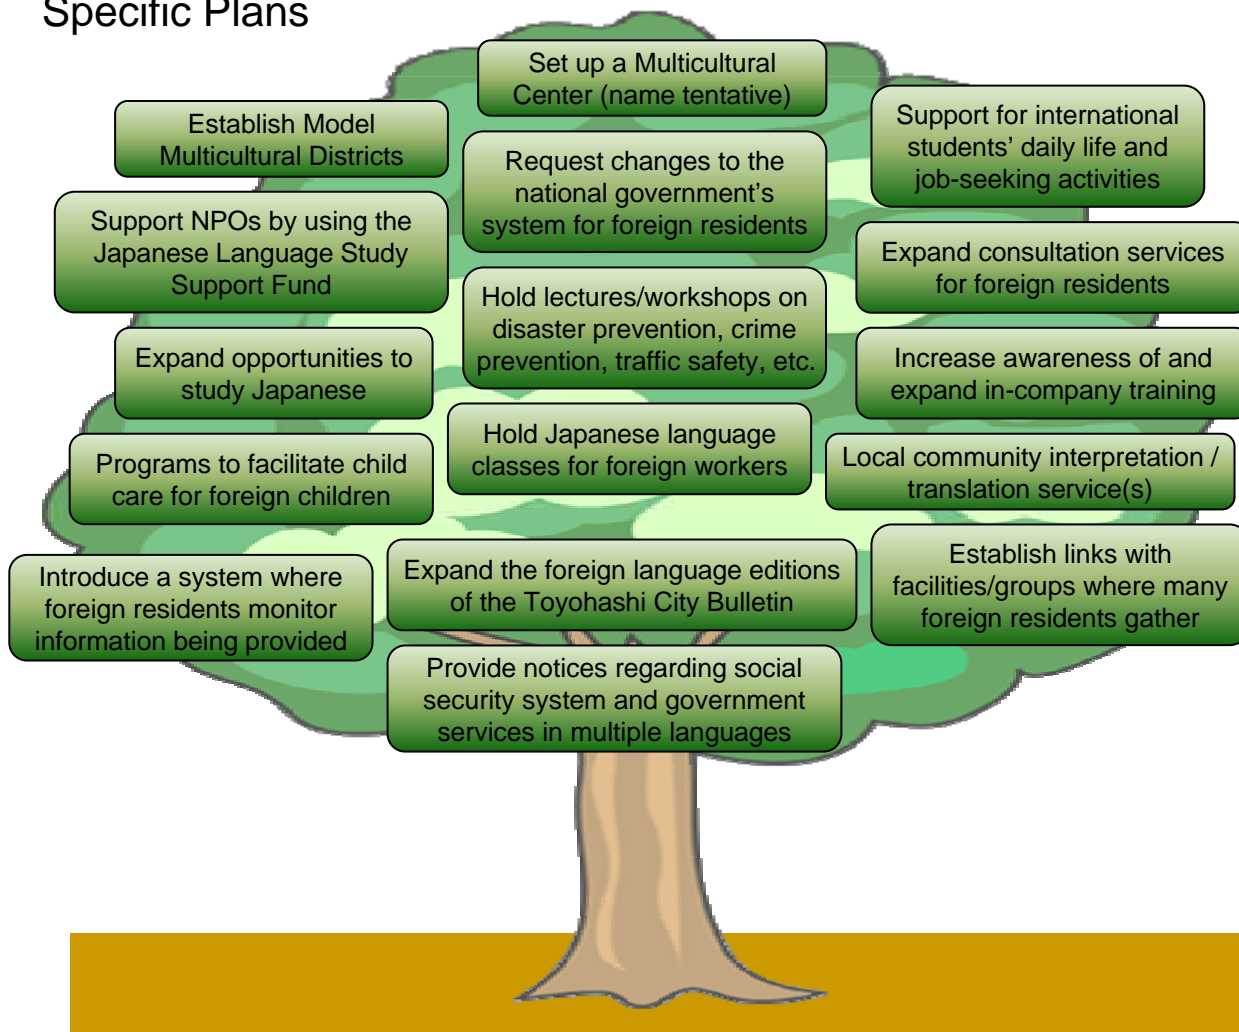 Specific Plans
Set up a Multicultural
Center (name tentative)
Establish Model
Multicultural Districts
Support for international
students’ daily life and
job-seeking activities
Request changes to the
national government’s
system for foreign residents
Support NPOs by using the
Japanese Language Study
Support Fund
Expand consultation services
for foreign residents
Hold lectures/workshops on
disaster prevention, crime
prevention, traffic safety, etc.
Expand opportunities to
study Japanese
Increase awareness of and
expand in-company training
Hold Japanese language
classes for foreign workers
Programs to facilitate child
care for foreign children
Local community interpretation /
translation service(s)
Establish links with
facilities/groups where many
foreign residents gather
Expand the foreign language editions
of the Toyohashi City Bulletin
Introduce a system where
foreign residents monitor
information being provided
Provide notices regarding social
security system and government
services in multiple languages